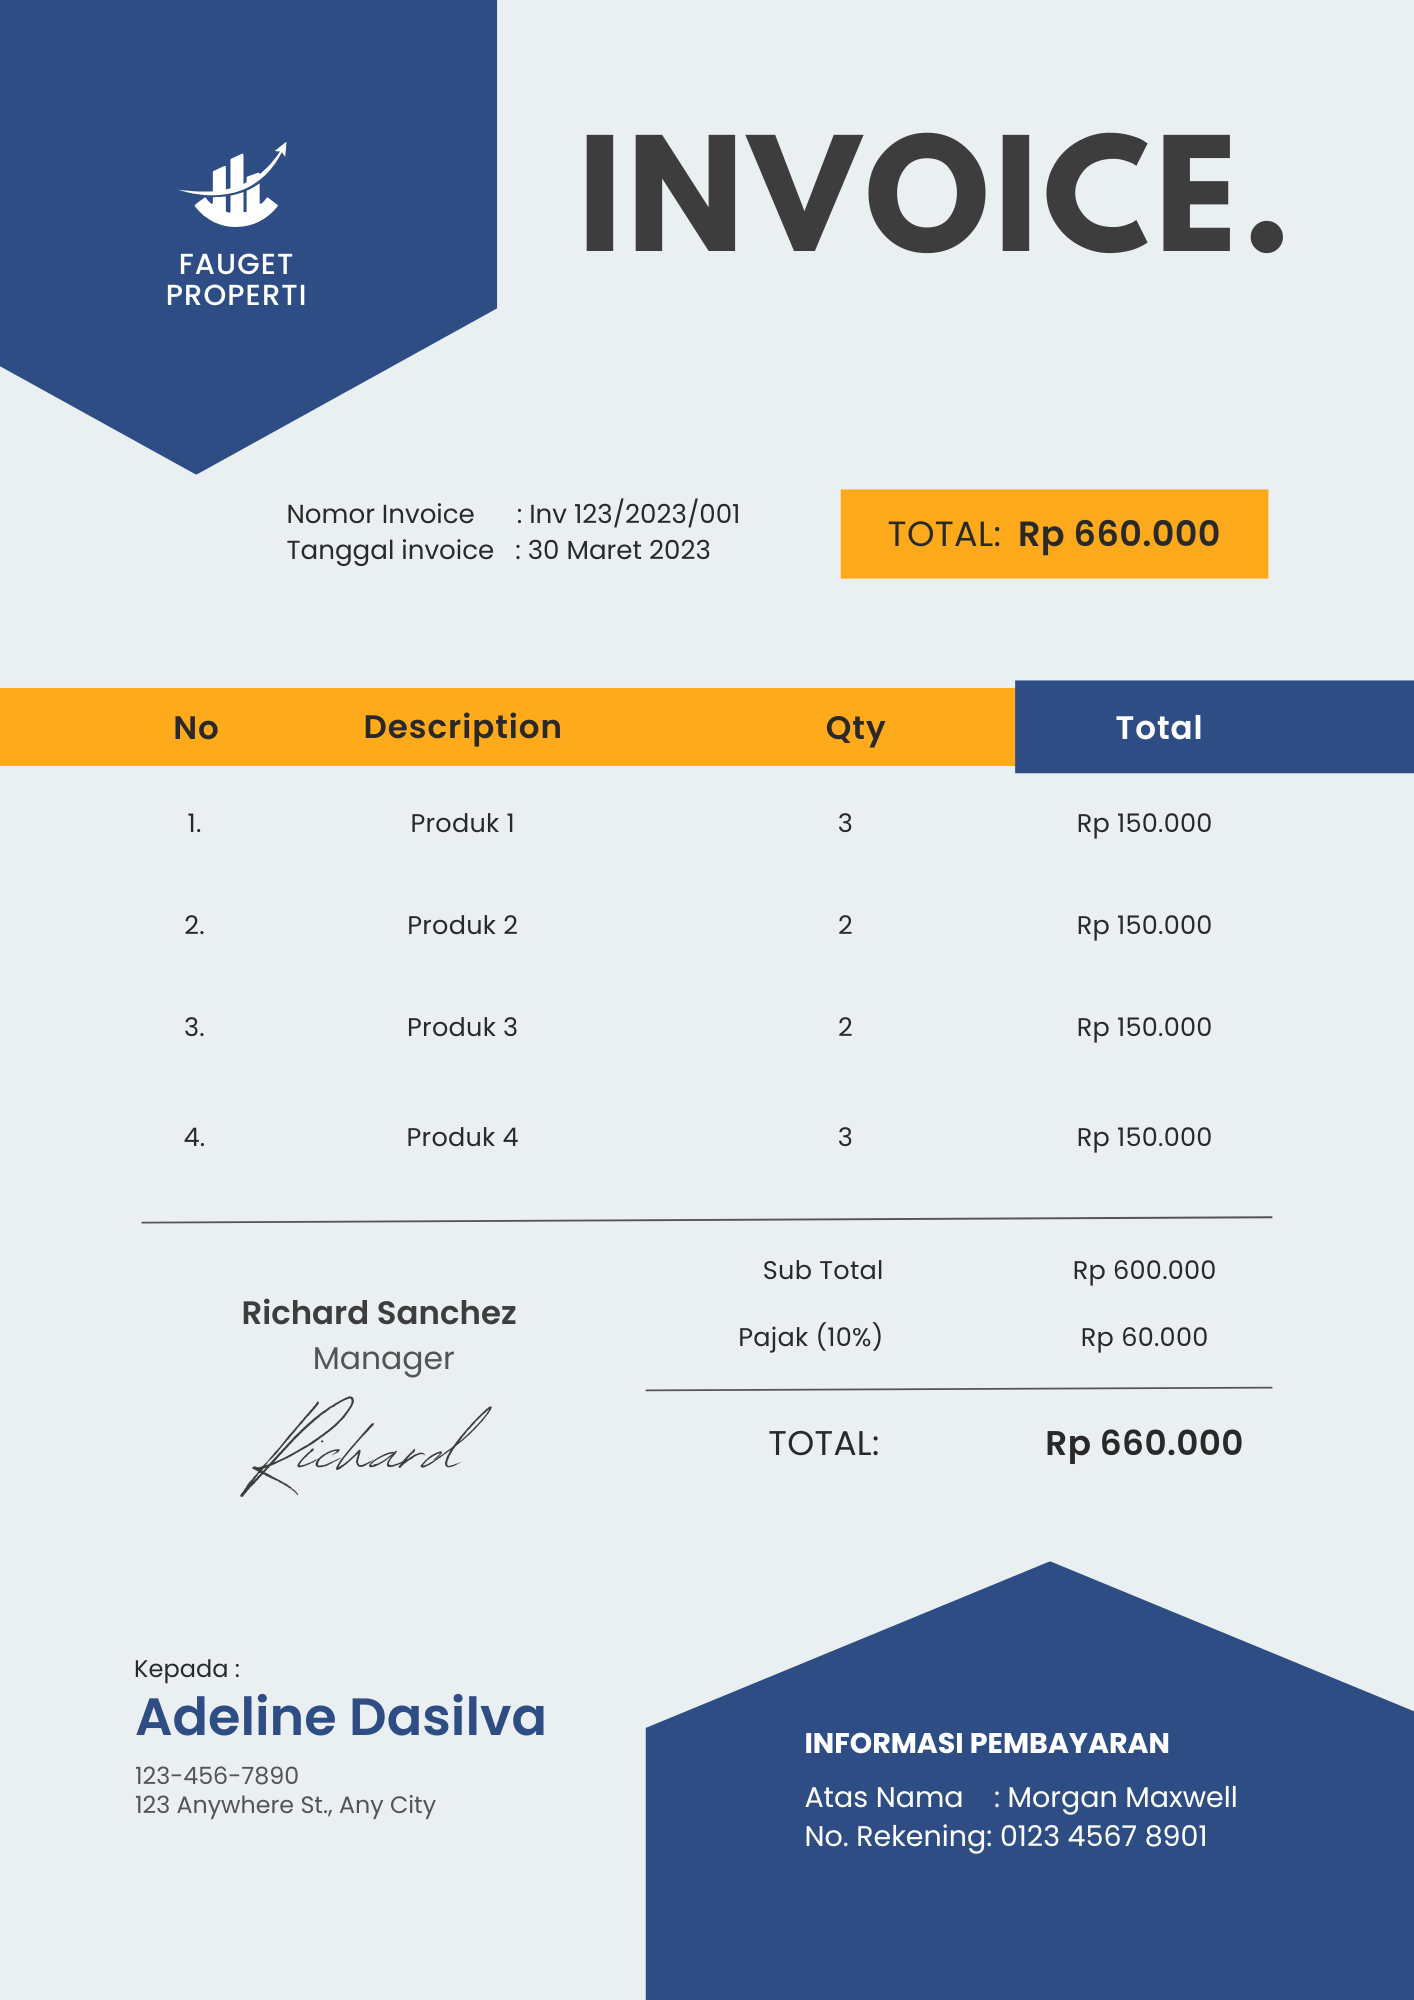 FAUGET
PROPERTI
INVOICE.
Nomor Invoice : Inv 123/2023/001
Tanggal invoice : 30 Maret 2023
TOTAL: Rp 660.000
No Description Qty Total
1. Produk 1 3 Rp 150.000
2. Produk 2 2 Rp 150.000
3. Produk 3 2 Rp 150.000
4. Produk 4 3 Rp 150.000
Sub Total Rp 600.000
Pajak (10%) Rp 60.000
TOTAL: Rp 660.000
Richard Sanchez
Manager
Richard
Kepada :
Adeline Dasilva
123-456-7890
123 Anywhere St., Any City
INFORMASI PEMBAYARAN
Atas Nama : Morgan Maxwell
No. Rekening: 0123 4567 8901